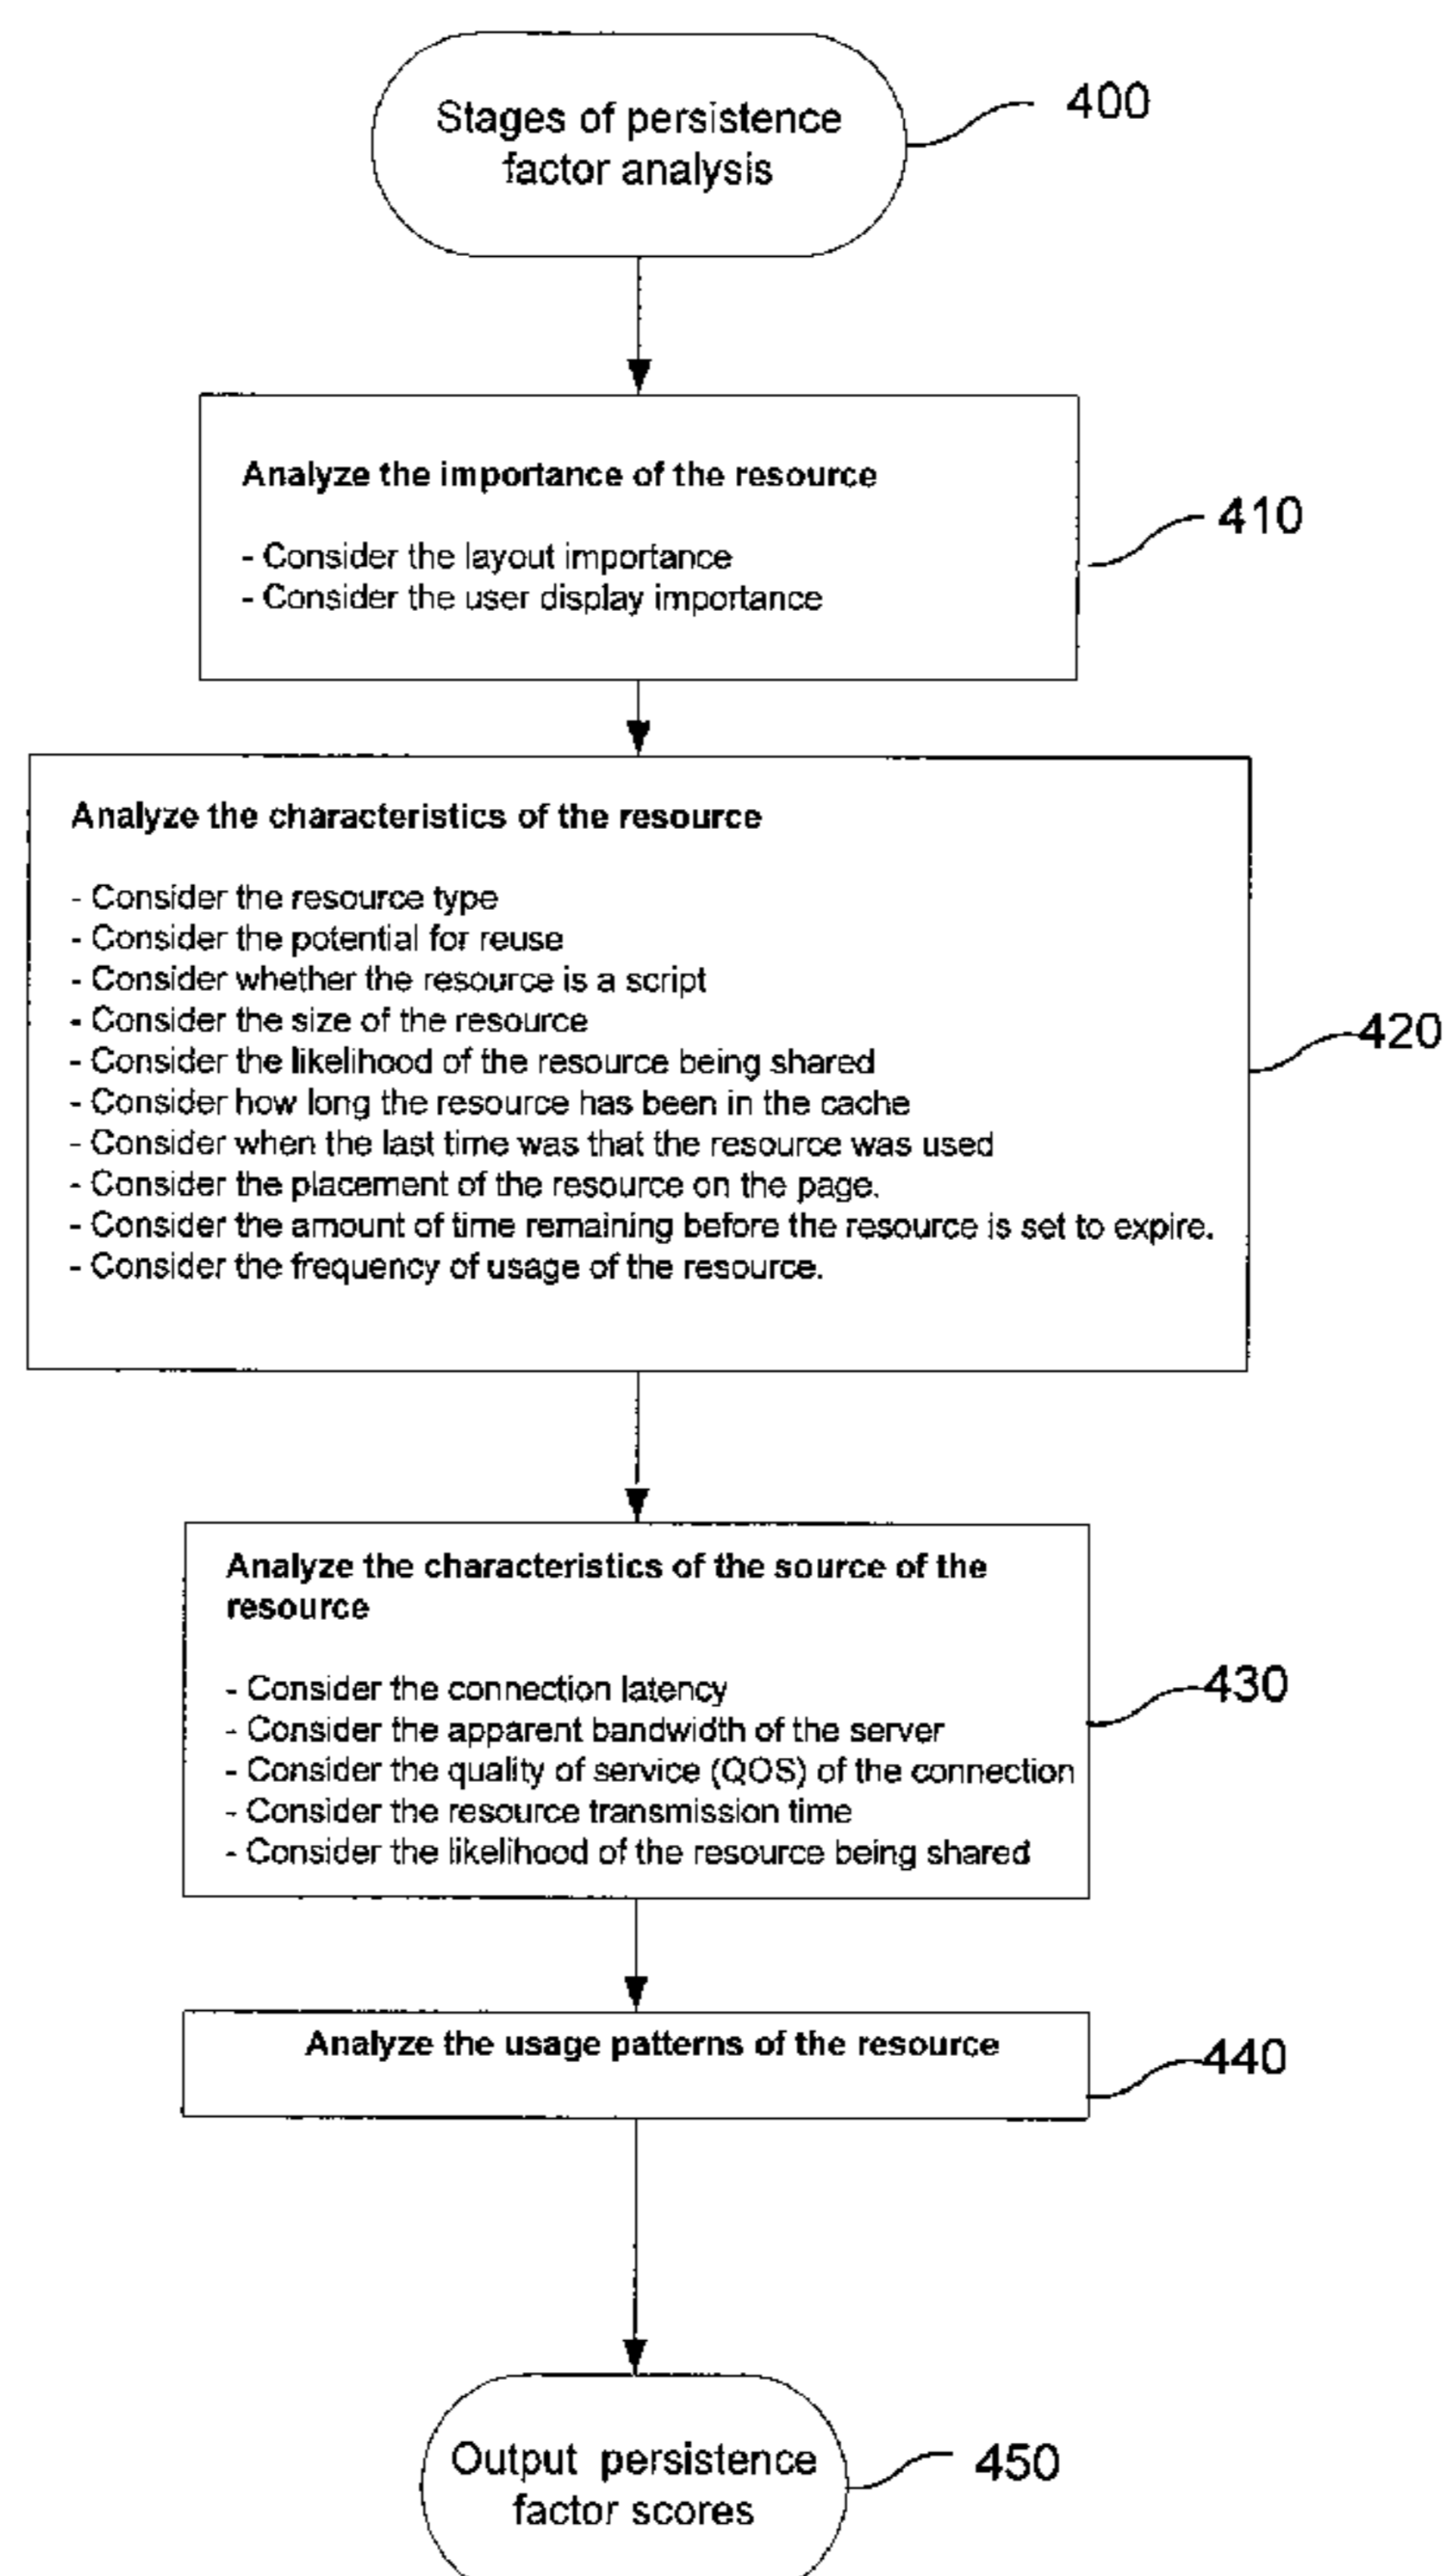 Stages of persistence
factor analysis
400
Analyze the importance of the resource
- Consider the layout importance
- Consider the user display importance
410
Analyze the characteristics of the resource
- Consider the resource type
- Consider the potential for reuse
- Consider whether the resource is a script
- Consider the size of the resource
- Consider the likelihood of the resource being shared
- Consider how long the resource has been in the cache
- Consider when the last time was that the resource was used
- Consider the placement of the resource on the page.
- Consider the amount of time remaining before the resource is set to expire.
- Consider the frequency of usage of the resource.
420
Analyze the characteristics of the source of the
resource
- Consider the connection latency
- Consider the apparent bandwidth of the server
- Consider the quality of service (QOS) of the connection
- Consider the resource transmission time
- Consider the likelihood of the resource being shared
430
Analyze the usage patterns of the resource
440
Output persistence
factor scores
450